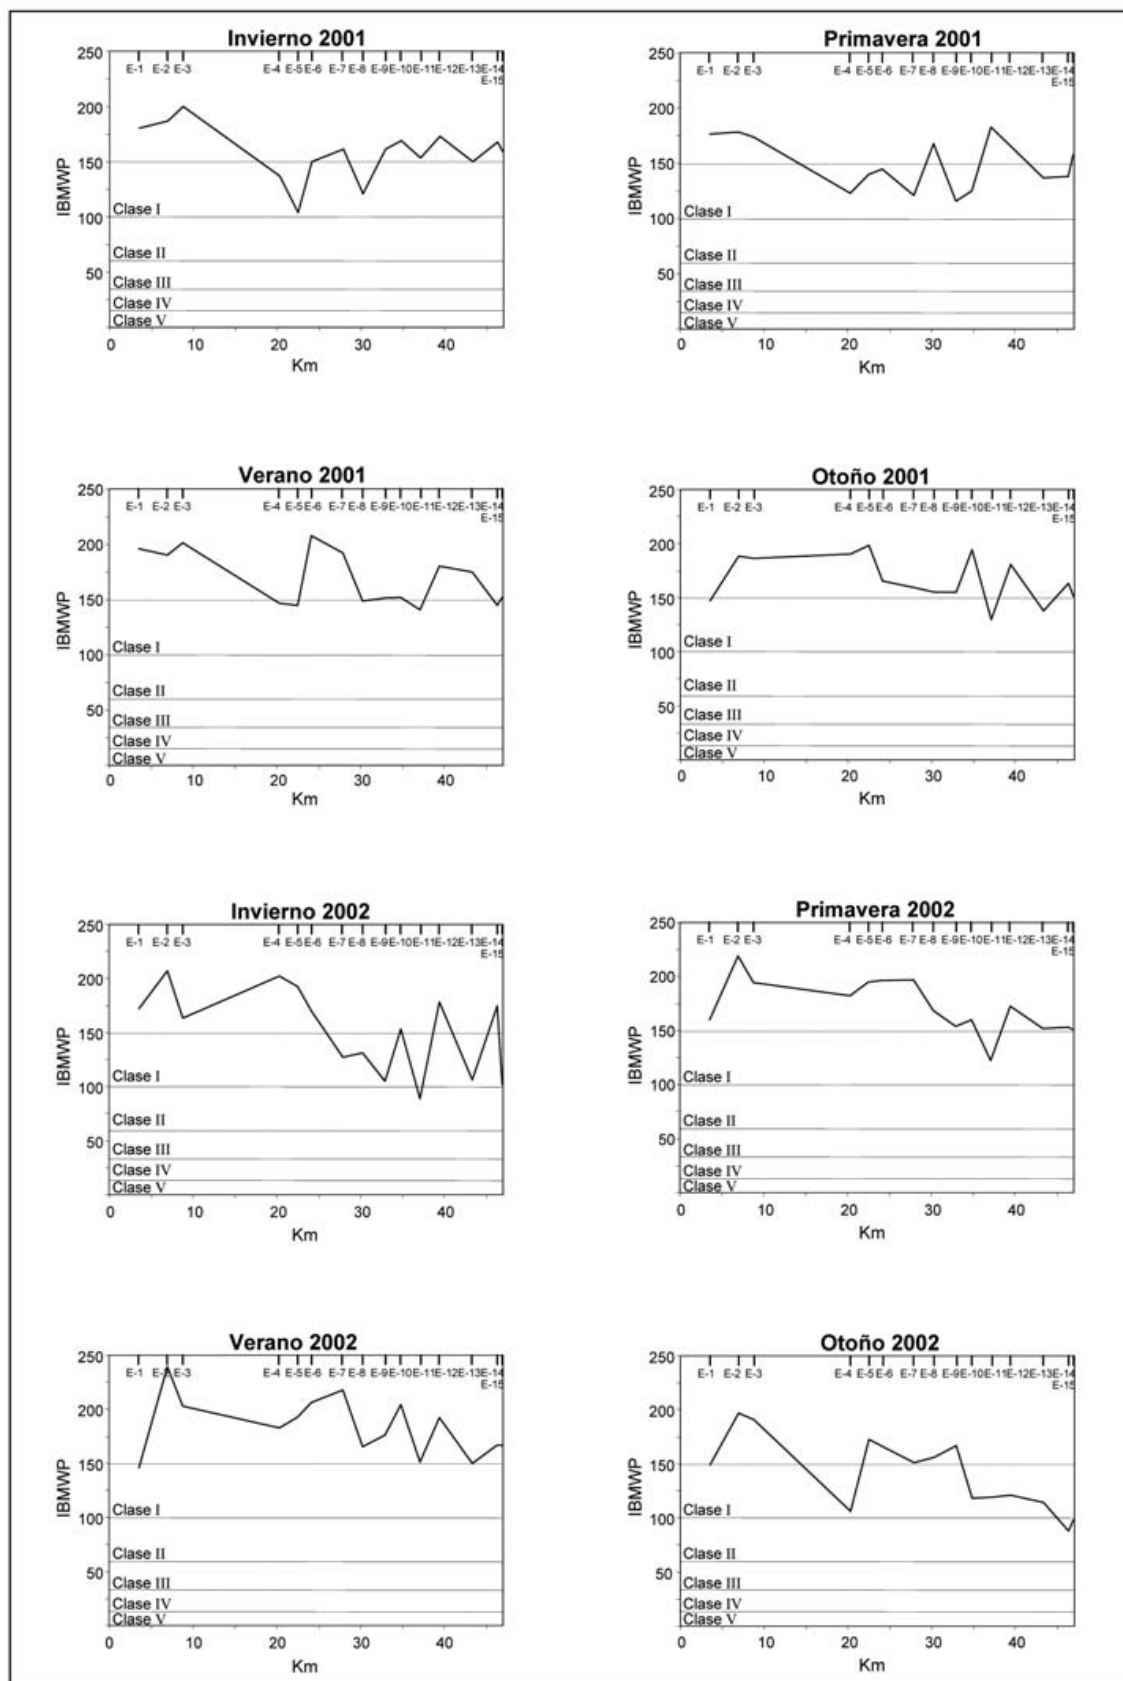 Invierno 2001
250
200
150
100
50
IBMWP
E-1 E-2 E-3 E-4 E-5 E-6 E-7 E-8 E-9 E-10 E-11 E-12 E-13 E-14
E-15
Clase I
Clase II
Clase III
Clase IV
Clase V
0 10 20 30 40
Km
Primavera 2001
250
200
150
100
50
IBMWP
E-1 E-2 E-3 E-4 E-5 E-6 E-7 E-8 E-9 E-10 E-11 E-12 E-13 E-14
E-15
Clase I
Clase II
Clase III
Clase IV
Clase V
0 10 20 30 40
Km
Verano 2001
250
200
150
100
50
IBMWP
E-1 E-2 E-3 E-4 E-5 E-6 E-7 E-8 E-9 E-10 E-11 E-12 E-13 E-14
E-15
Clase I
Clase II
Clase III
Clase IV
Clase V
0 10 20 30 40
Km
Otoño 2001
250
200
150
100
50
IBMWP
E-1 E-2 E-3 E-4 E-5 E-6 E-7 E-8 E-9 E-10 E-11 E-12 E-13 E-14
E-15
Clase I
Clase II
Clase III
Clase IV
Clase V
0 10 20 30 40
Km
Invierno 2002
250
200
150
100
50
IBMWP
E-1 E-2 E-3 E-4 E-5 E-6 E-7 E-8 E-9 E-10 E-11 E-12 E-13 E-14
E-15
Clase I
Clase II
Clase III
Clase IV
Clase V
0 10 20 30 40
Km
Primavera 2002
250
200
150
100
50
IBMWP
E-1 E-2 E-3 E-4 E-5 E-6 E-7 E-8 E-9 E-10 E-11 E-12 E-13 E-14
E-15
Clase I
Clase II
Clase III
Clase IV
Clase V
0 10 20 30 40
Km
Verano 2002
250
200
150
100
50
IBMWP
E-1 E-2 E-3 E-4 E-5 E-6 E-7 E-8 E-9 E-10 E-11 E-12 E-13 E-14
E-15
Clase I
Clase II
Clase III
Clase IV
Clase V
0 10 20 30 40
Km
Otoño 2002
250
200
150
100
50
IBMWP
E-1 E-2 E-3 E-4 E-5 E-6 E-7 E-8 E-9 E-10 E-11 E-12 E-13 E-14
E-15
Clase I
Clase II
Clase III
Clase IV
Clase V
0 10 20 30 40
Km